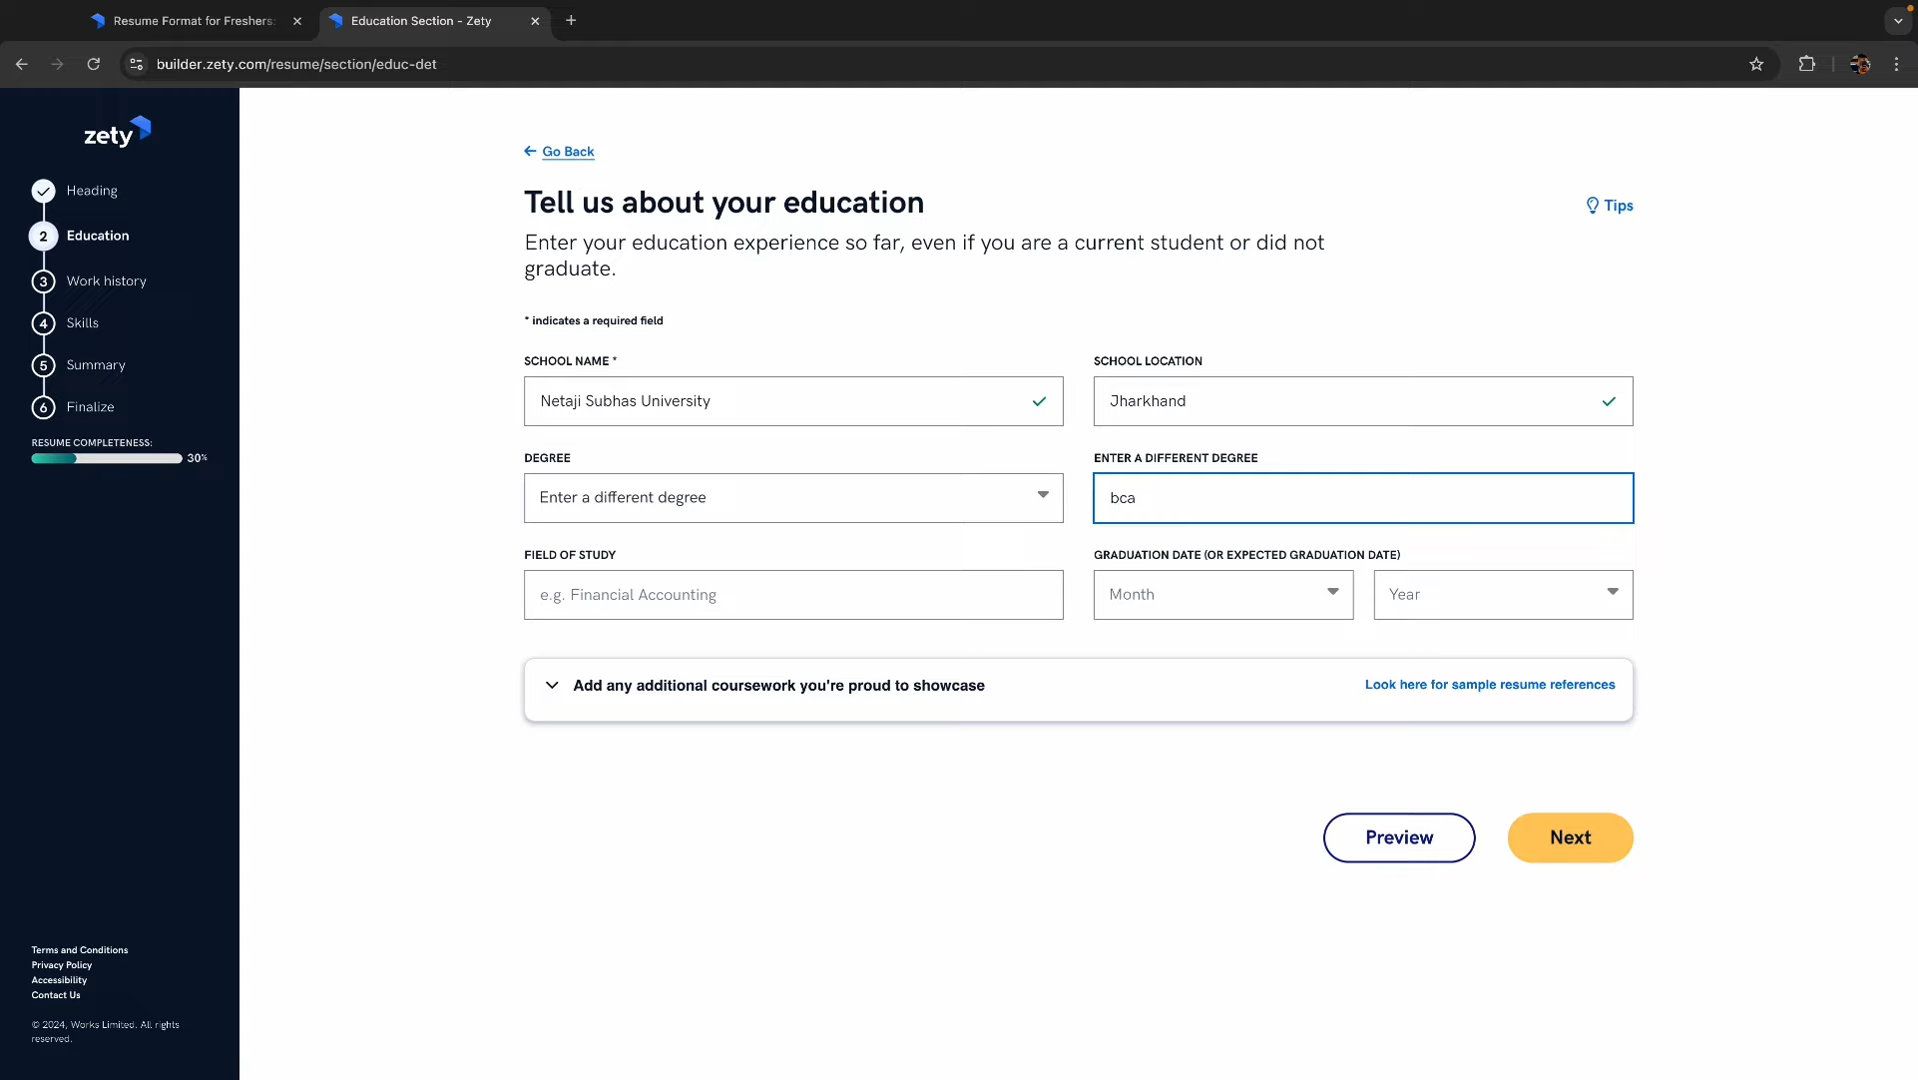 Resume Format for Freshers:
Education Section - Zety
builder.zety.com/resume/section/educ-det
zety
Heading
2 Education
3 Work history
4 Skills
5 Summary
6 Finalize
RESUME COMPLETENESS:
30%
Terms and Conditions
Privacy Policy
Accessibility
Contact Us
© 2024, Works Limited. All rights
reserved.
Go Back
Tell us about your education
Tips
Enter your education experience so far, even if you are a current student or did not
graduate.
* indicates a required field
SCHOOL NAME * SCHOOL LOCATION
Netaji Subhas University Jharkhand
DEGREE ENTER A DIFFERENT DEGREE
Enter a different degree bca
FIELD OF STUDY GRADUATION DATE (OR EXPECTED GRADUATION DATE)
e.g. Financial Accounting Month Year
Add any additional coursework you're proud to showcase Look here for sample resume references
Preview Next